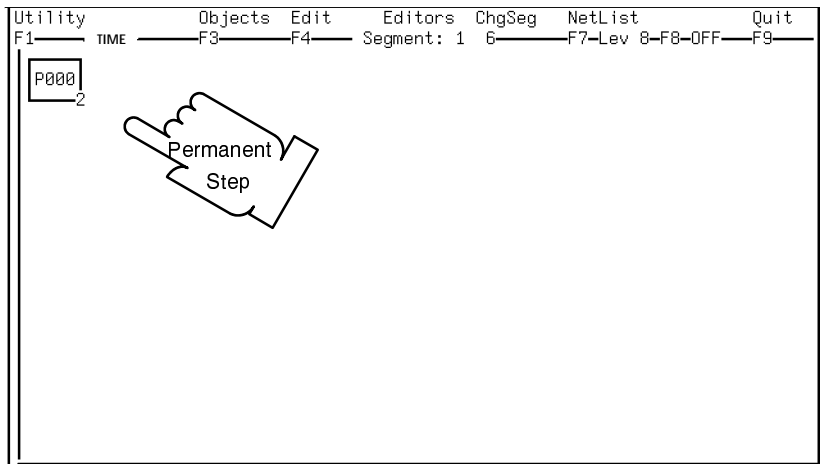 Utility Objects Edit Editors ChgSeg NetList Quit
F1 TIME F3 F4 Segment: 1 6 F7-Lev 8-F8-OFF F9
P000
2
Permanent
Step